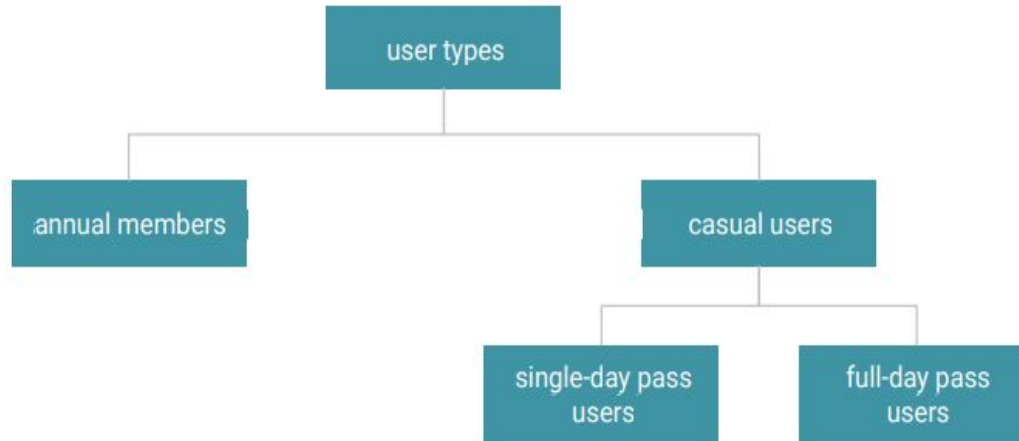 user types
annual members
casual users
single-day pass
users
full-day pass
users